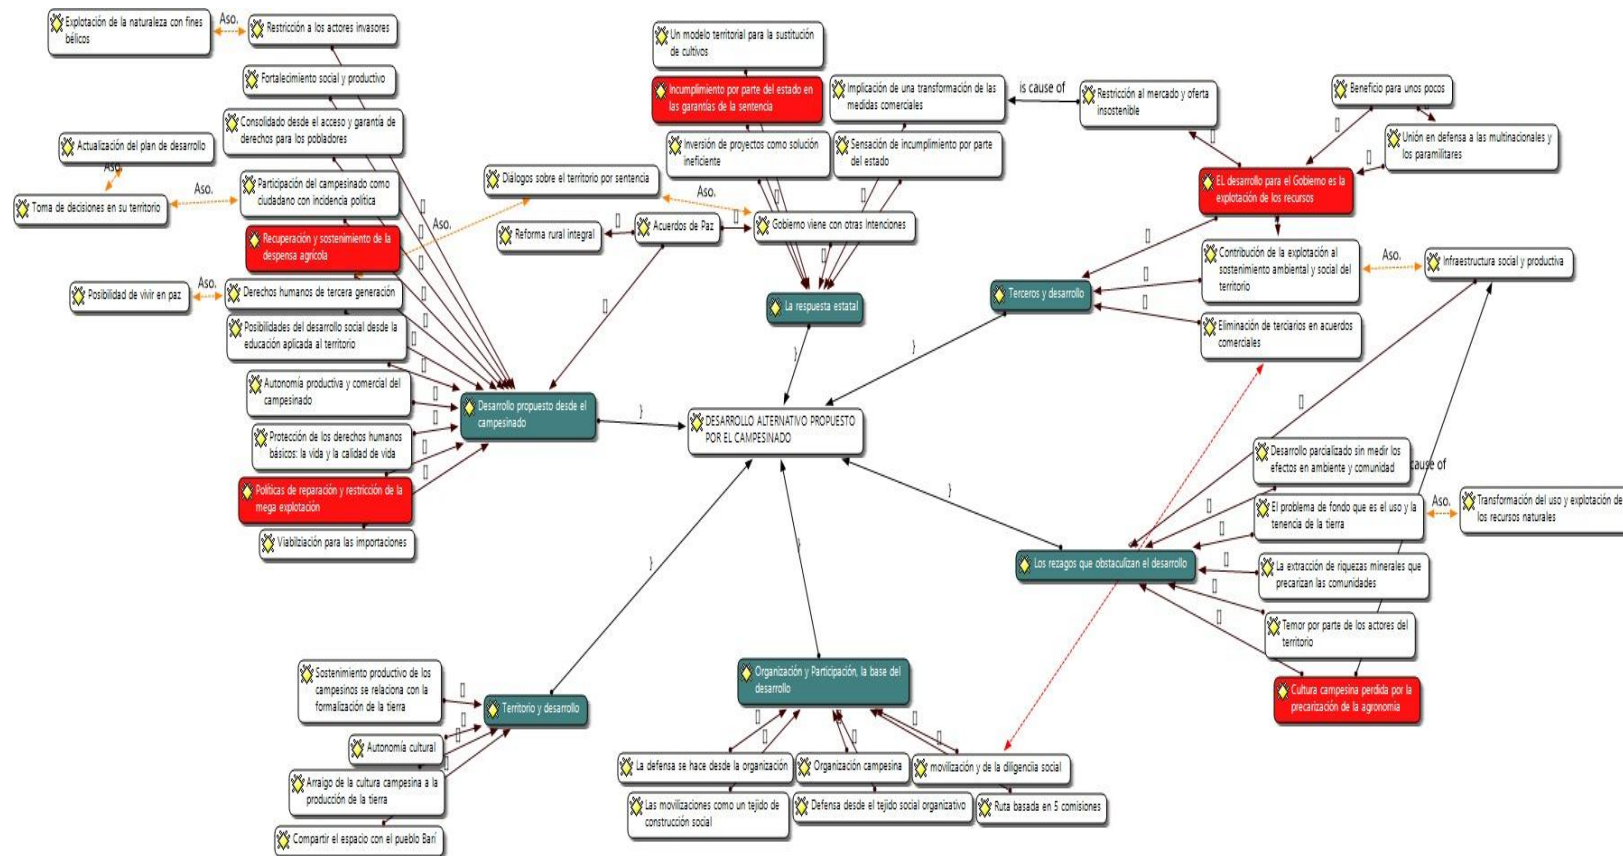 Explotación de la naturaleza con fines
bélicos
Aso.
Restricción a los actores invasores
Fortalecimiento social y productivo
Consolidado desde el acceso y garantía de
derechos para los pobladores
Actualización del plan de desarrollo
Aso.
Toma de decisiones en su territorio
Aso.
Participación del campesinado como
ciudadano con incidencia política
Recuperación y sostenimiento de la
despensa agrícola
Posibilidad de vivir en paz
Aso.
Derechos humanos de tercera generación
Posibilidades del desarrollo social desde la
educación aplicada al territorio
Autonomía productiva y comercial del
campesinado
Protección de los derechos humanos
básicos: la vida y la calidad de vida
Políticas de reparación y restricción de la
mega explotación
Viabilziación para las importaciones
Desarrollo propuesto desde el
campesinado
Aso.
Un modelo territorial para la sustitución
de cultivos
Incumplimiento por parte del estado en
las garantías de la sentencia
Implicación de una transformación de las
medidas comerciales
Inversión de proyectos como solución
ineficiente
Sensación de incumplimiento por parte
del estado
Diálogos sobre el territorio por sentencia
Aso.
Reforma rural integral
Acuerdos de Paz
Gobierno viene con otras Intenciones
La respuesta estatal
is cause of
Restricción al mercado y oferta
insostenible
Beneficio para unos pocos
Unión en defensa a las multinacionales y
los paramilitares
EL desarrollo para el Gobierno es la
explotación de los recursos
Contribución de la explotación al
sostenimiento ambiental y social del
territorio
Aso.
Infraestructura social y productiva
Terceros y desarrollo
Eliminación de terciarios en acuerdos
comerciales
DESARROLLO ALTERNATIVO PROPUESTO
POR EL CAMPESINADO
Desarrollo parcializado sin medir los
efectos en ambiente y comunidad
cause of
El problema de fondo que es el uso y la
tenencia de la tierra
Aso.
Transformación del uso y explotación de
los recursos naturales
Los rezagos que obstaculizan el desarrollo
La extracción de riquezas minerales que
precarizan las comunidades
Temor por parte de los actores del
territorio
Cultura campesina perdida por la
precarización de la agronomía
Sostenimiento productivo de los
campesinos se relaciona con la
formalización de la tierra
Territorio y desarrollo
Autonomía cultural
Arraigo de la cultura campesina a la
producción de la tierra
Compartir el espacio con el pueblo Barí
Organización y Participación, la base del
desarrollo
La defensa se hace desde la organización
Organización campesina
movilización y de la diligenciia social
Las movilizaciones como un tejido de
construcción social
Defensa desde el tejido social organizativo
Ruta basada en 5 comisiones